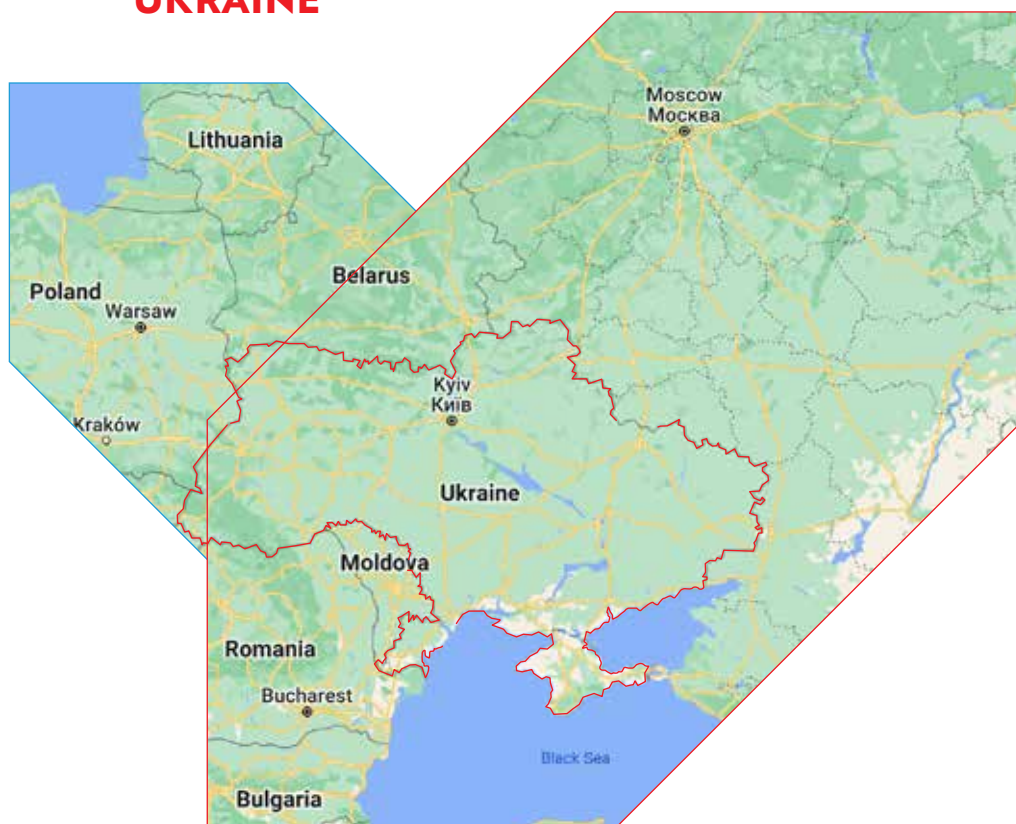 UKRAINE
Moscow
Москва
Lithuania
Belarus
Poland
Warsaw
Kyiv
Київ
Kraków
Ukraine
Moldova
Romania
Bucharest
Black Sea
Bulgaria